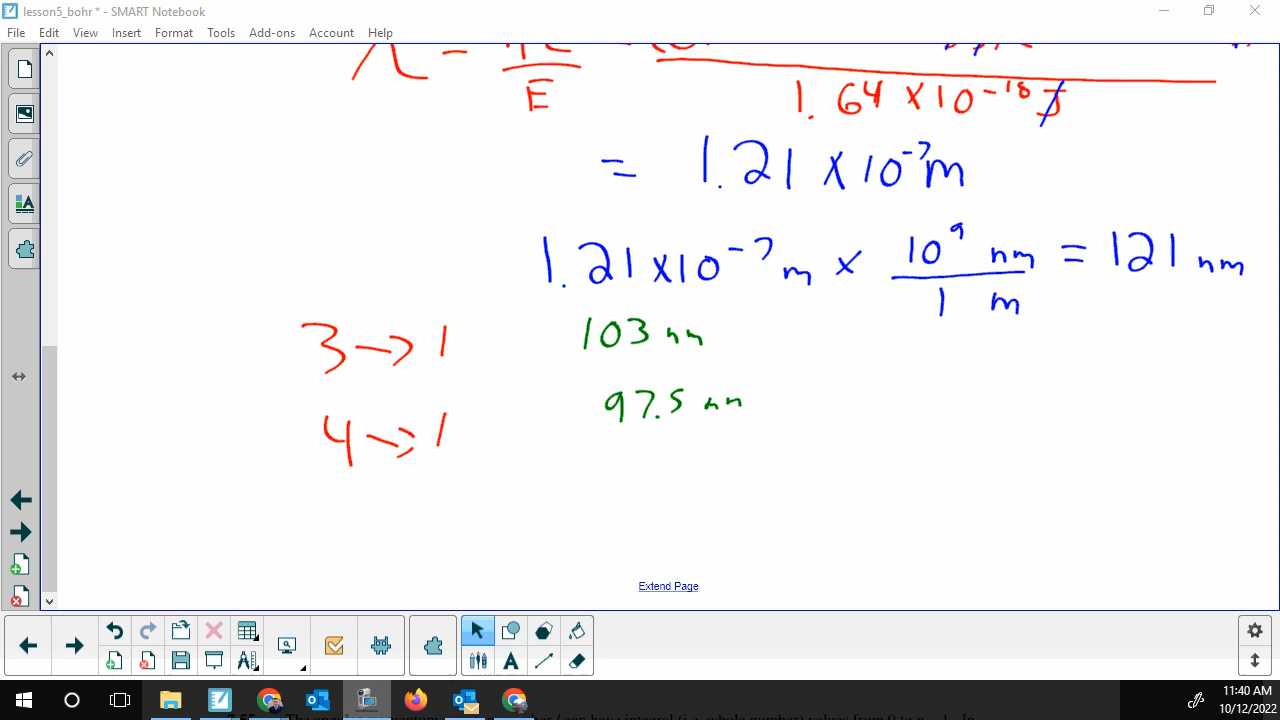 lesson5_bohr * - SMART Notebook
File Edit View Insert Format Tools Add-ons Account Help
λ = E
1.64 × 10⁻¹⁸ J
= 1.21 × 10⁻⁷ m
1.21 × 10⁻⁷ m × 10⁹ nm = 121 nm
1 m
3 → 1 103 nm
4 → 1 97.5 nm
Extend Page
11:40 AM
10/12/2022